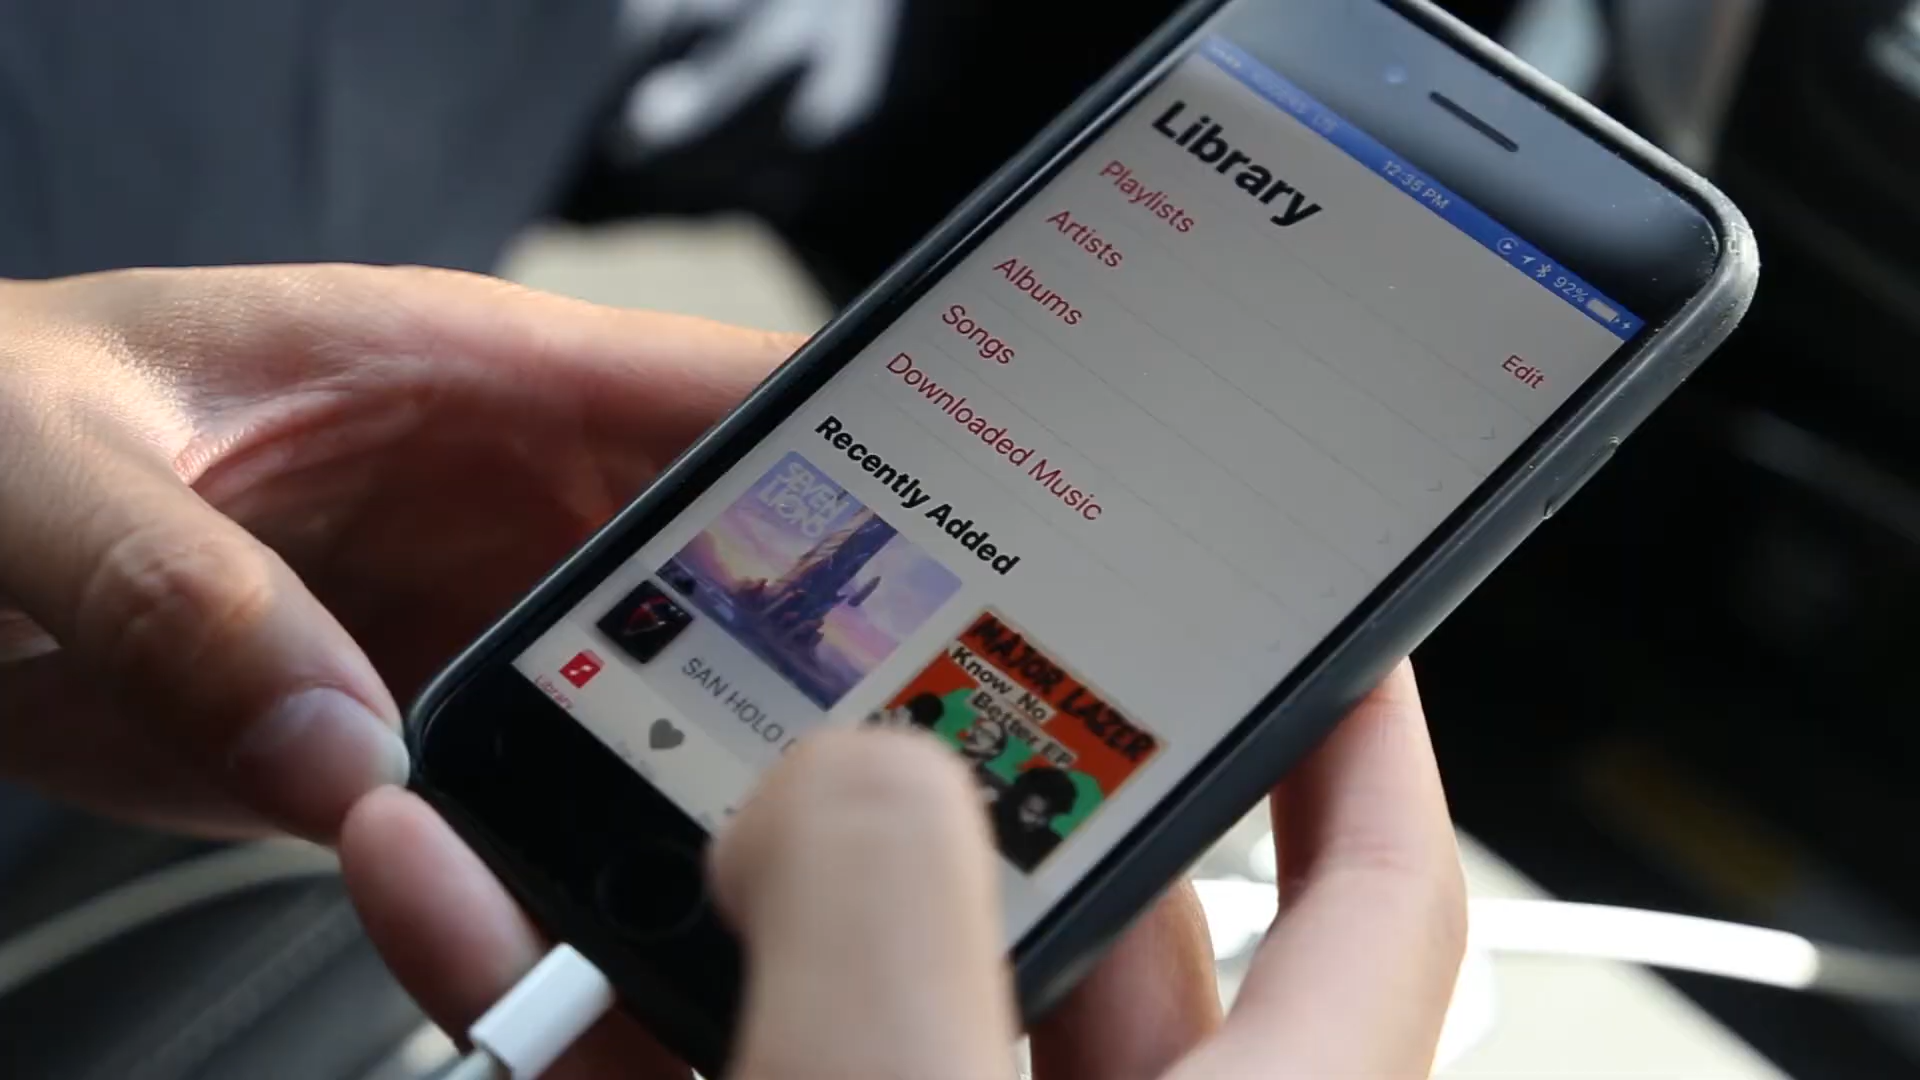 12:35 PM
92%
Library
Edit
Playlists
Artists
Albums
Songs
Downloaded Music
Recently Added
SEVEN
LIONS
MAJOR LAZER
Know No
Better EP
SAN HOLO
Library